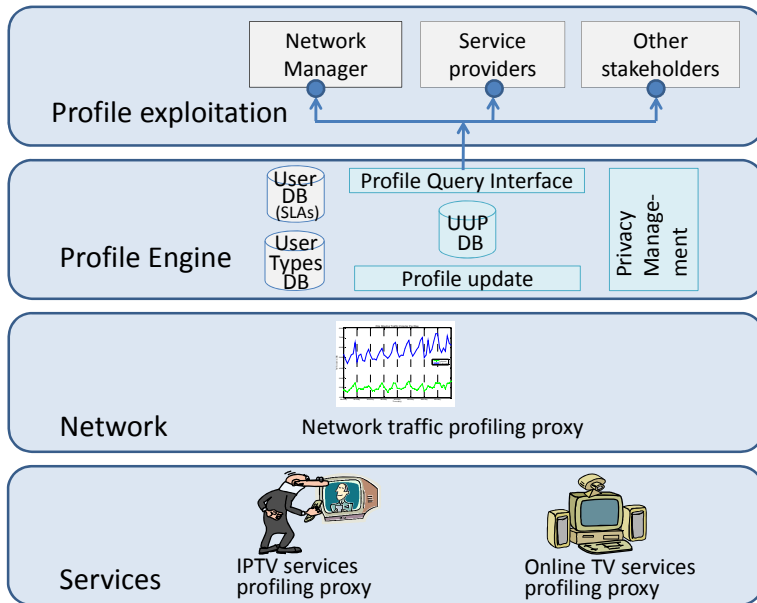 Network
Manager
Service
providers
Other
stakeholders
Profile exploitation
User
DB
(SLAs)
Profile Query Interface
UUP
DB
Privacy
Manage-
ment
Profile Engine
User
Types
DB
Profile update
Network
Network traffic profiling proxy
IPTV services
profiling proxy
Online TV services
profiling proxy
Services